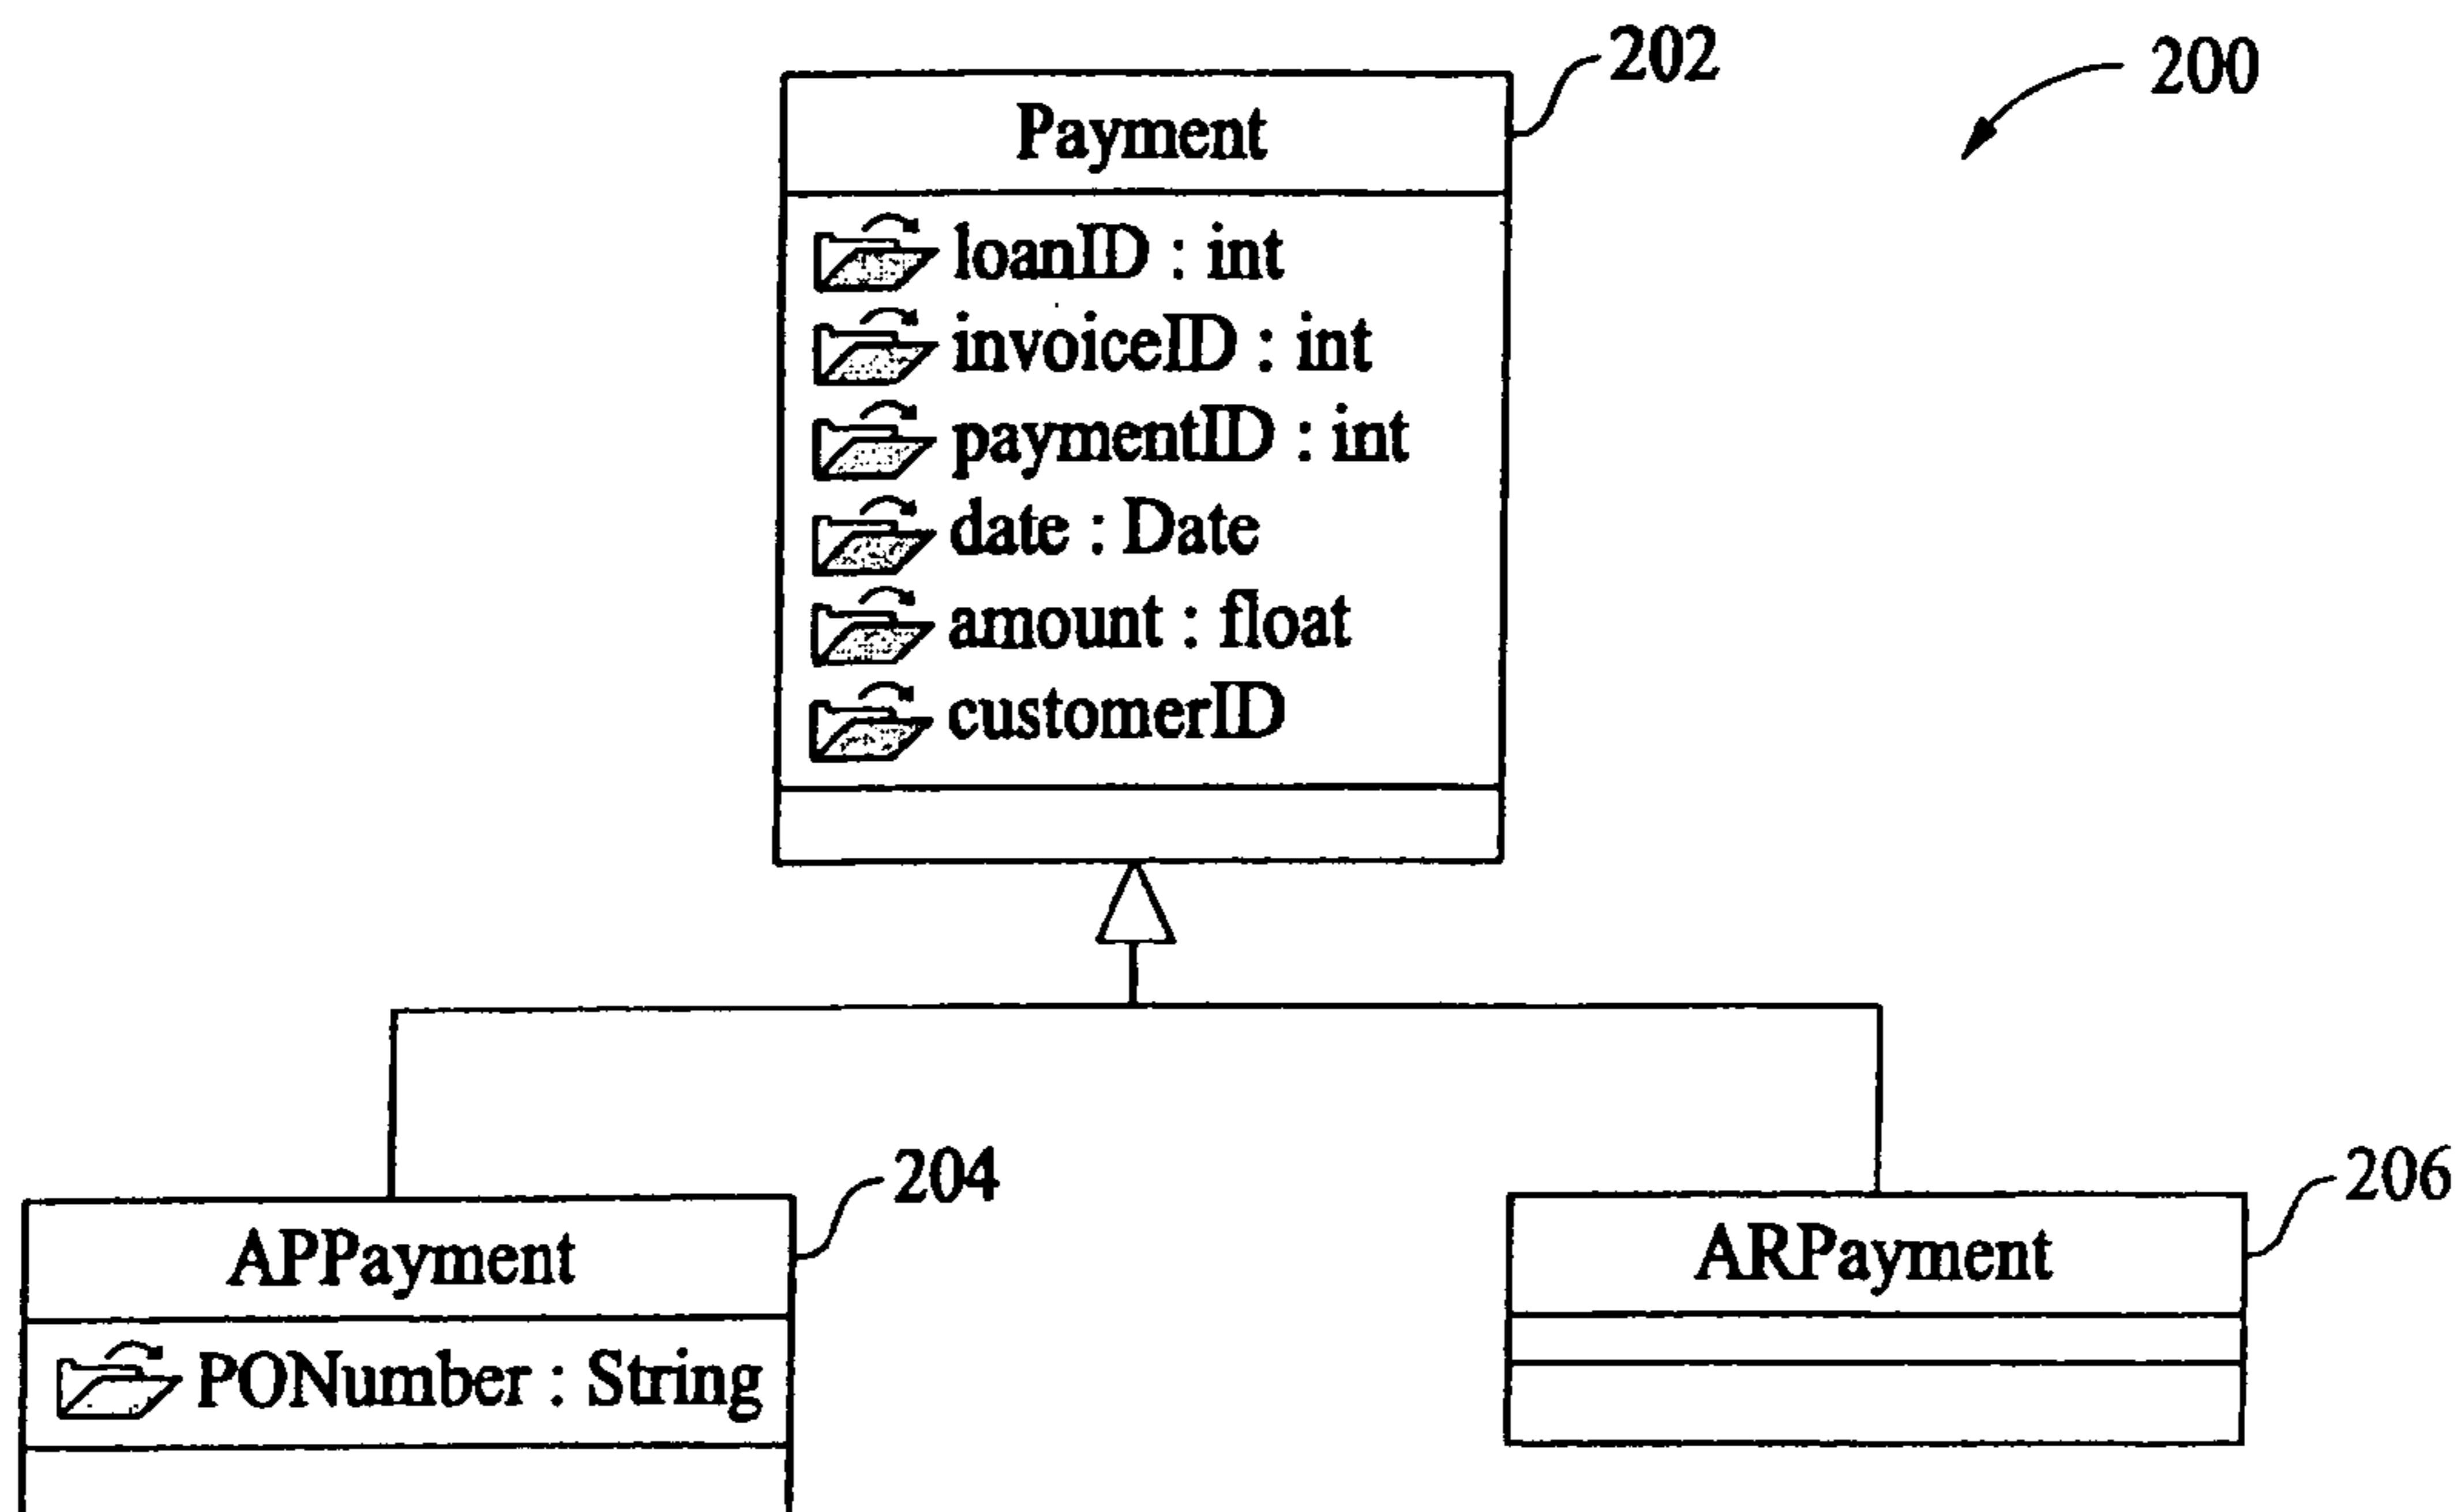 202
200
Payment
loanID : int
invoiceID : int
paymentID : int
date : Date
amount : float
customerID
204
206
APPayment
ARPayment
PONumber : String